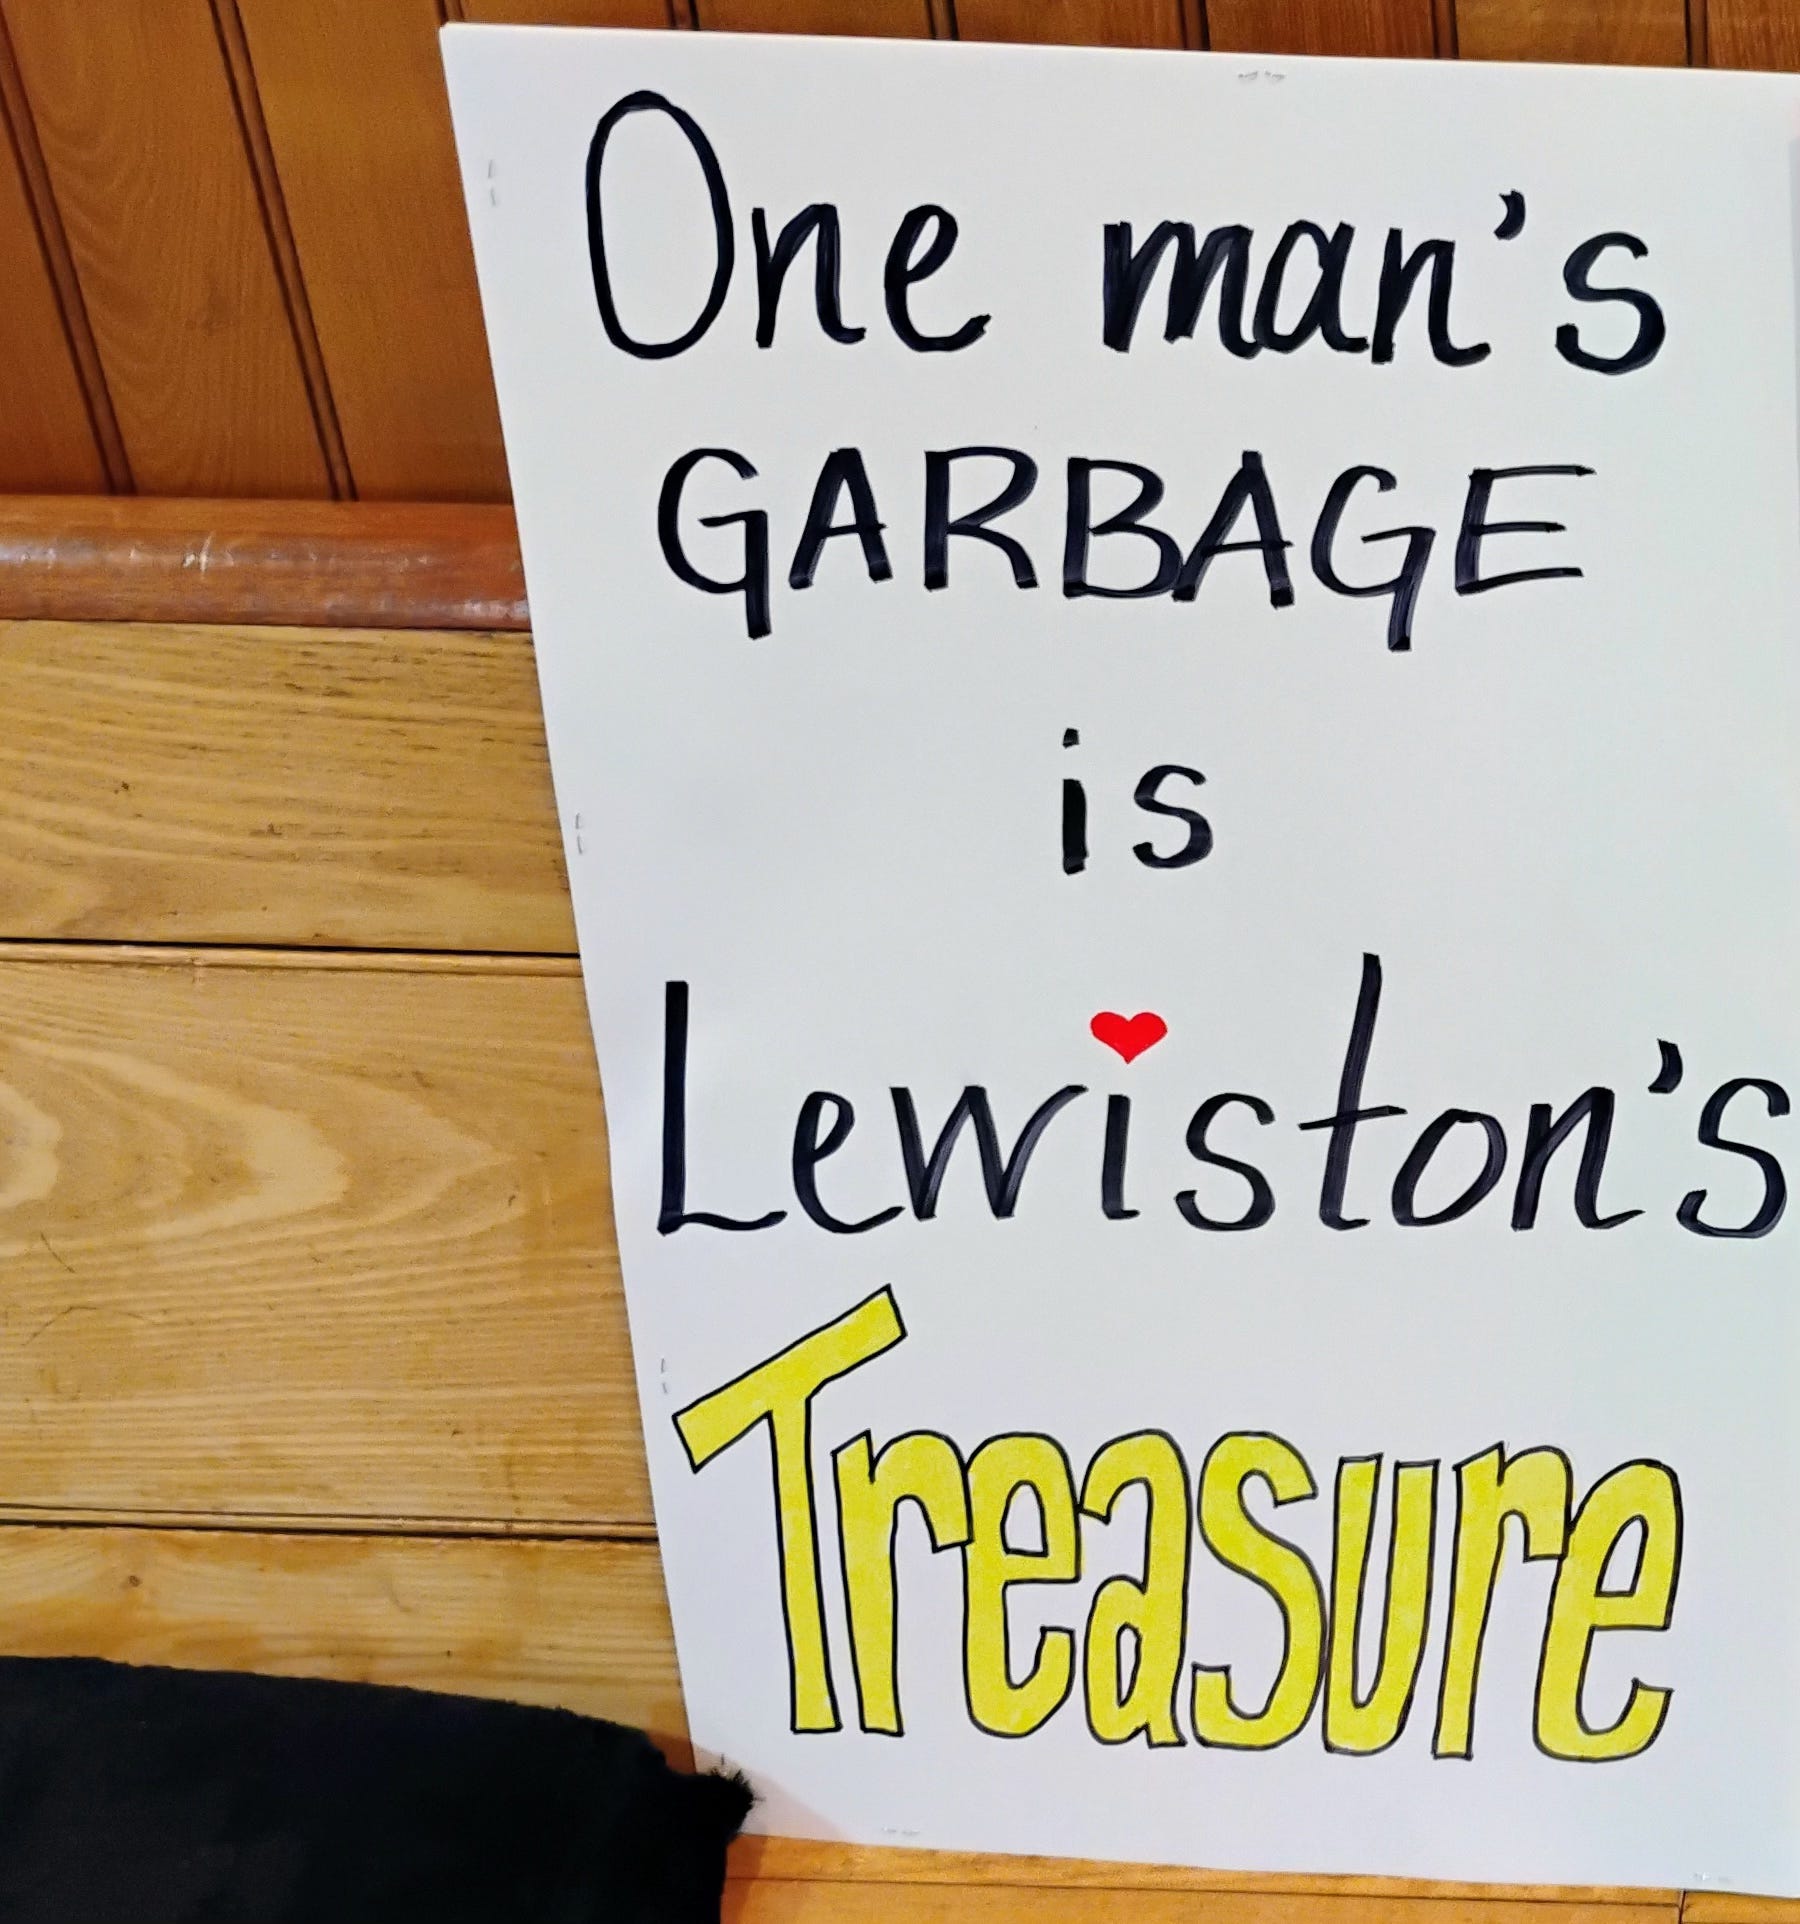 One man's
GARBAGE
is
Lewiston's
Treasure